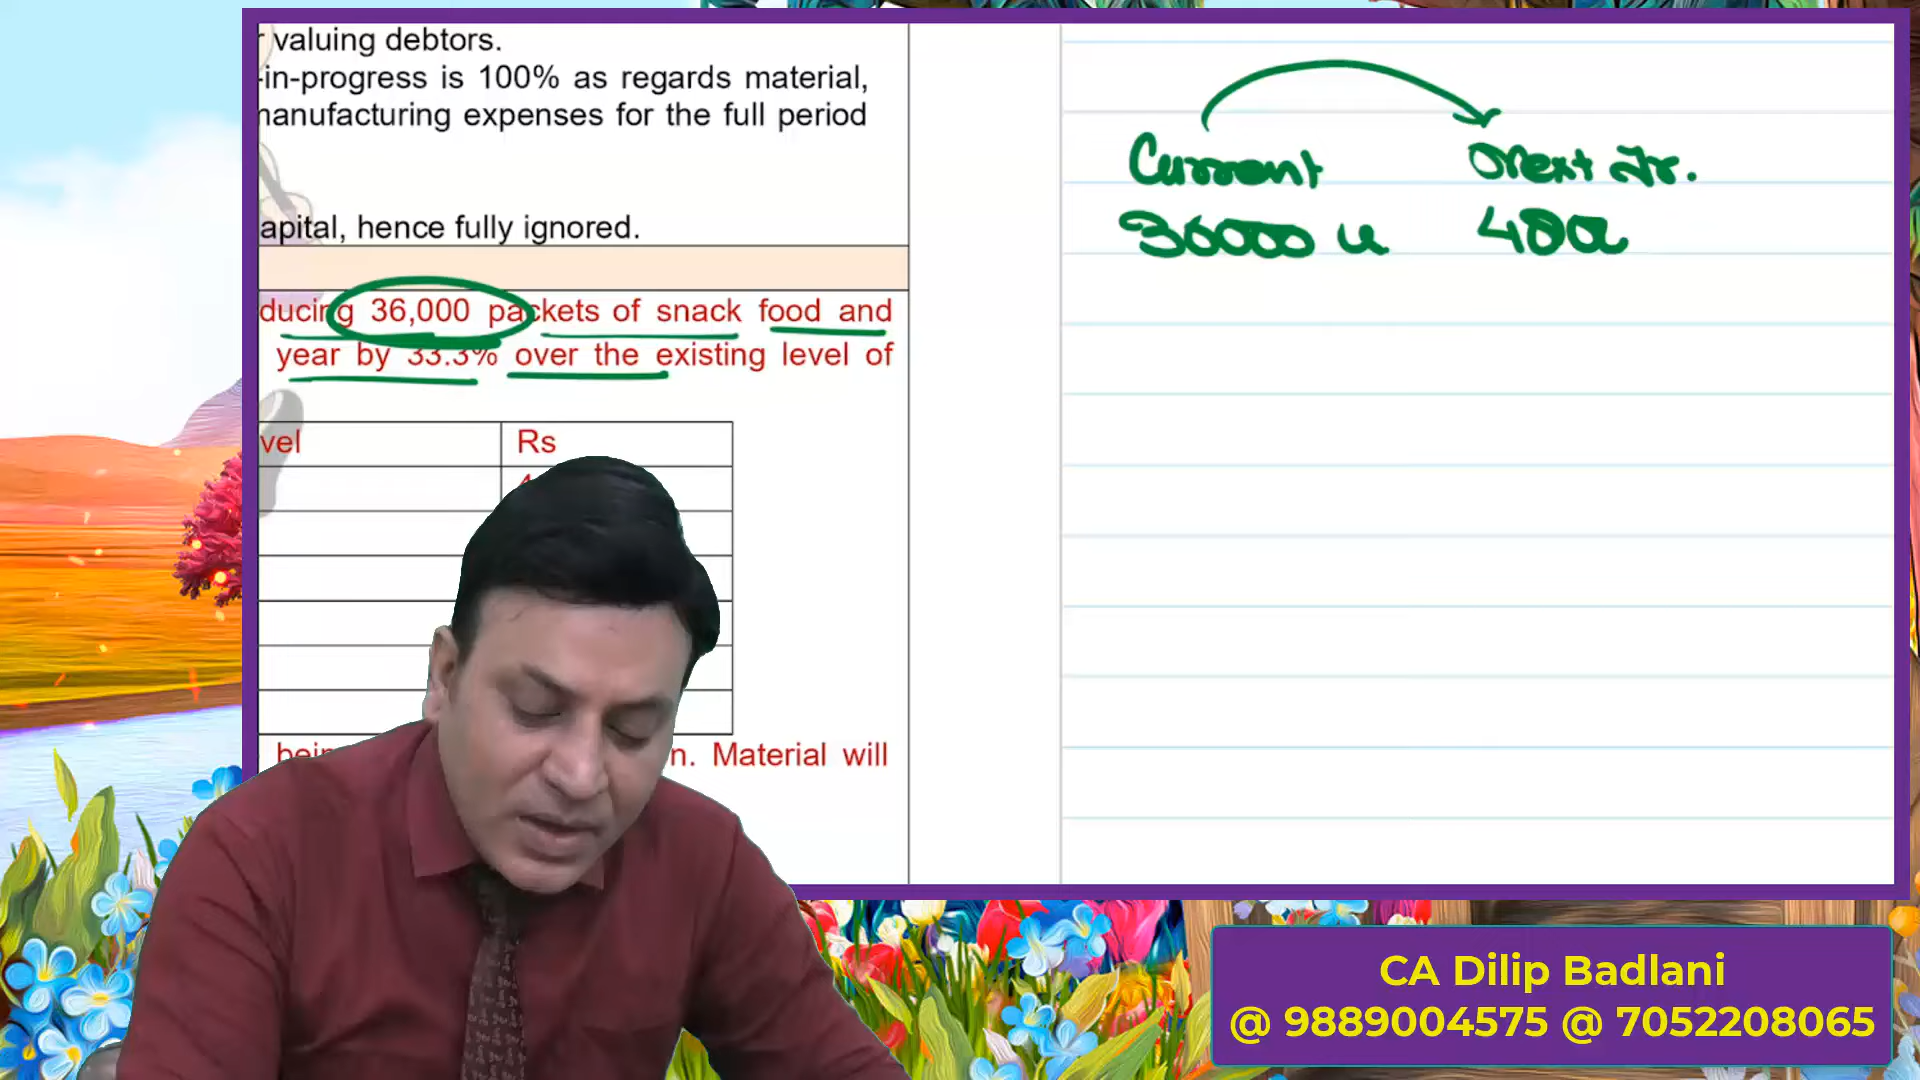 valuing debtors.
-in-progress is 100% as regards material,
manufacturing expenses for the full period
apital, hence fully ignored.
ducing 36,000 packets of snack food and
year by 33.3% over the existing level of
vel Rs
n. Material will
Current Next Yr.
36000 u 4800
CA Dilip Badlani
@ 9889004575 @ 7052208065